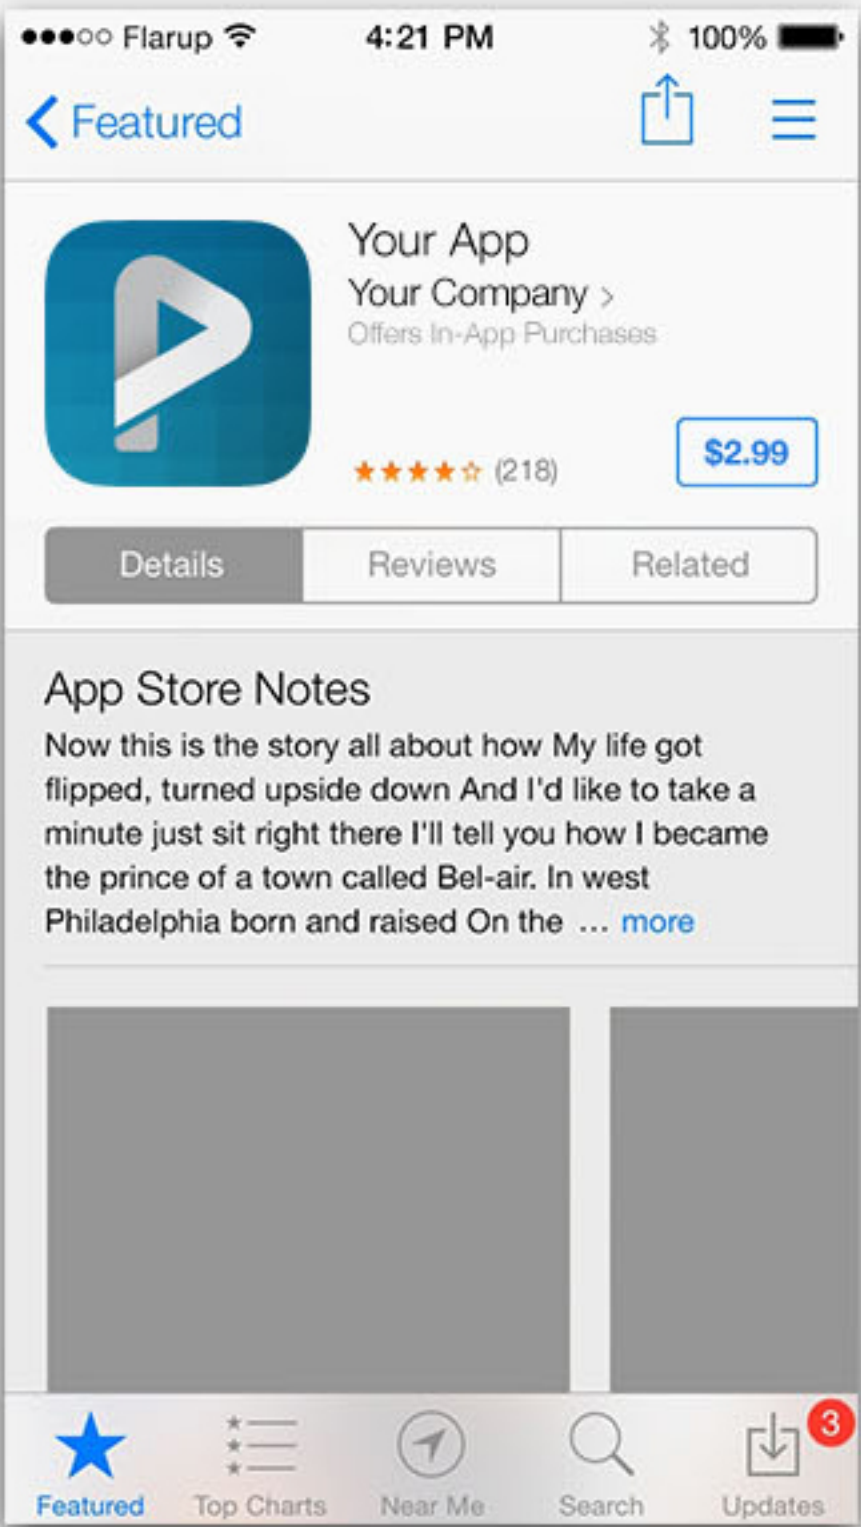 Flarup 4:21 PM 100%
Featured
Your App
Your Company >
Offers In-App Purchases
(218) $2.99
Details Reviews Related
App Store Notes
Now this is the story all about how My life got
flipped, turned upside down And I'd like to take a
minute just sit right there I'll tell you how I became
the prince of a town called Bel-air. In west
Philadelphia born and raised On the ... more
3
Featured Top Charts Near Me Search Updates